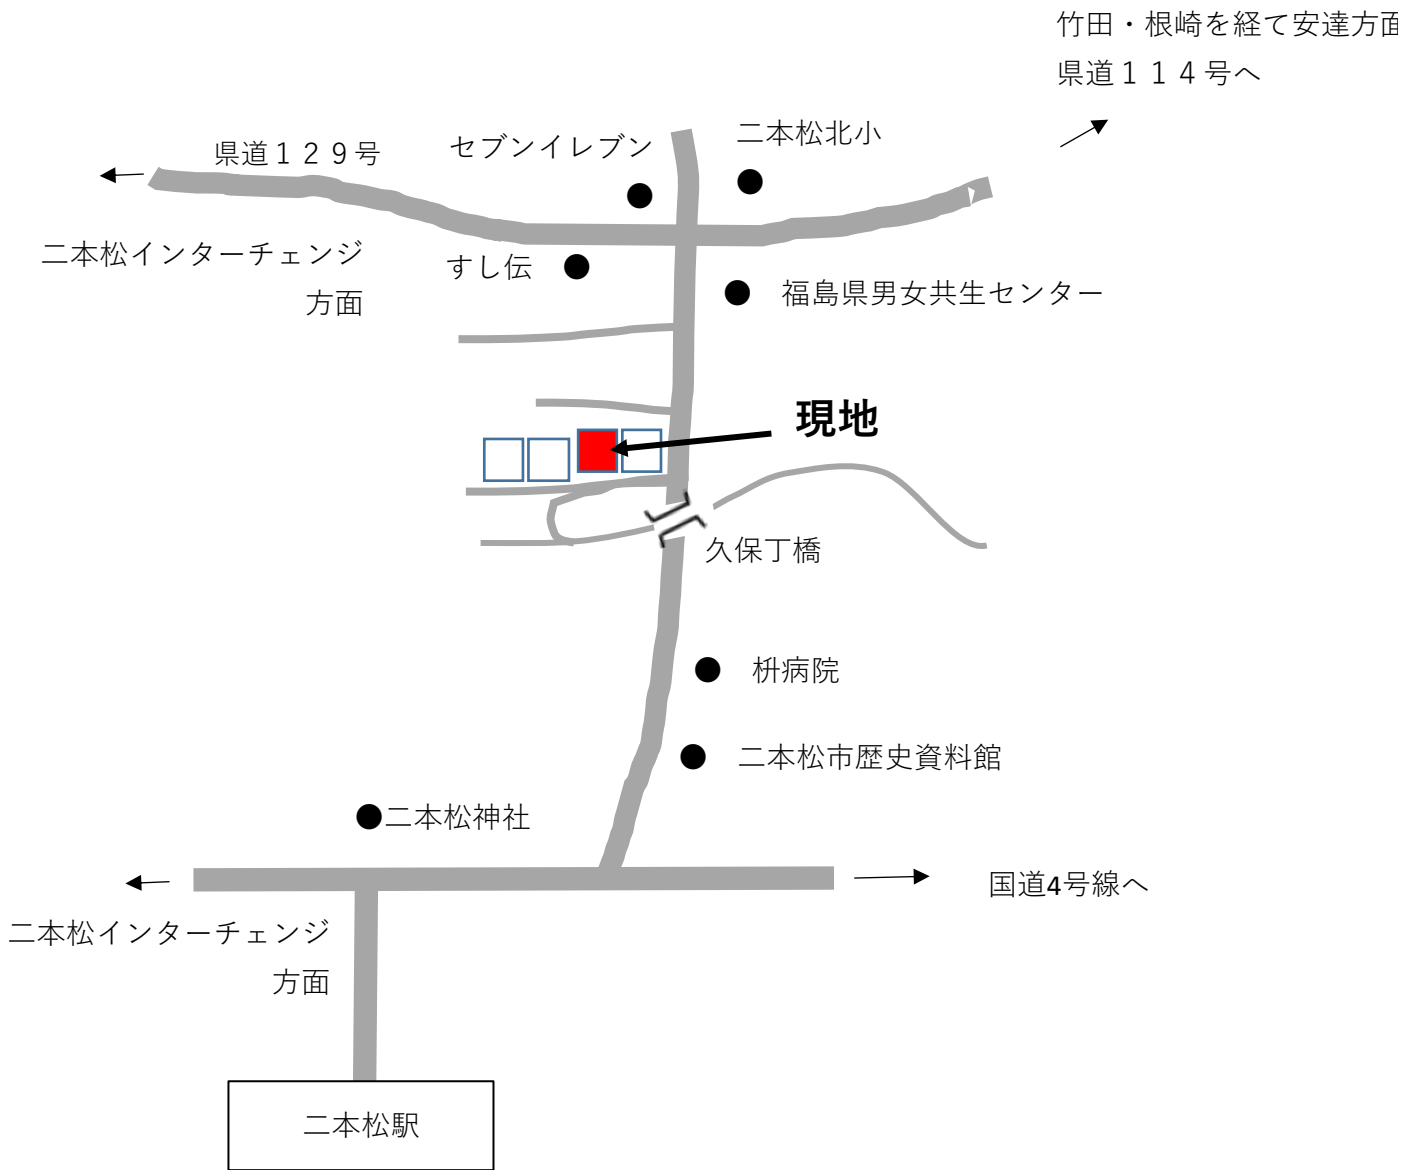 竹田・根崎を経て安達方面
県道１１４号へ
二本松北小
セブンイレブン
県道１２９号
二本松インターチェンジ
方面
すし伝
福島県男女共生センター
現地
久保丁橋
枡病院
二本松市歴史資料館
二本松神社
国道4号線へ
二本松インターチェンジ
方面
二本松駅